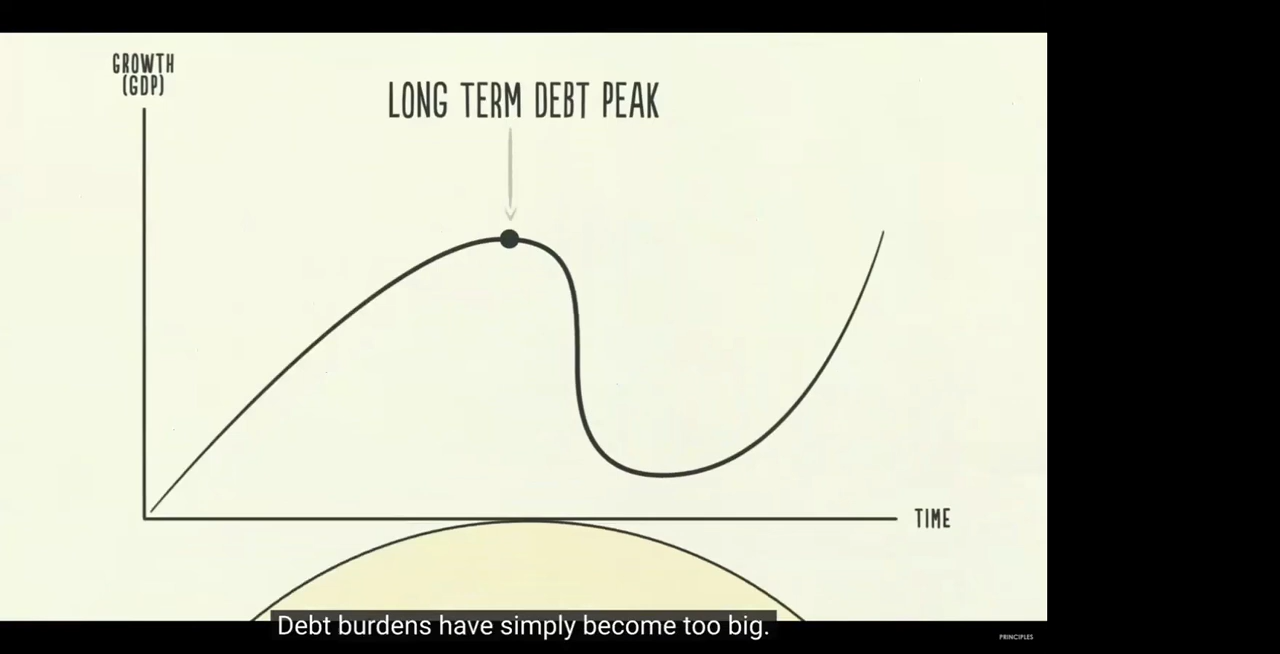 GROWTH
(GDP)
LONG TERM DEBT PEAK
TIME
Debt burdens have simply become too big.
PRINCIPLES